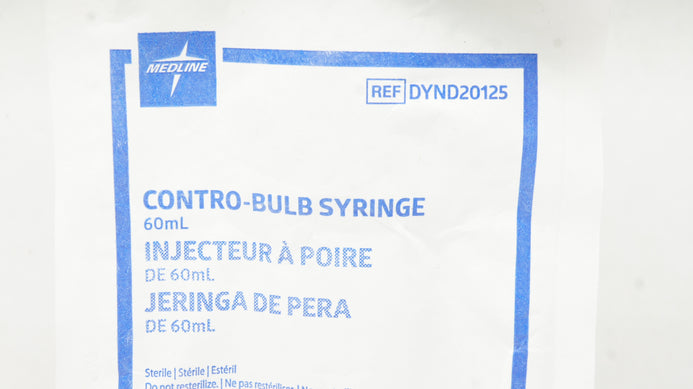 MEDLINE
REF DYND20125
CONTRO-BULB SYRINGE
60mL
INJECTEUR À POIRE
DE 60mL
JERINGA DE PERA
DE 60mL
Sterile | Stérile | Estéril
Do not resterilize. | Ne pas restériliser. |